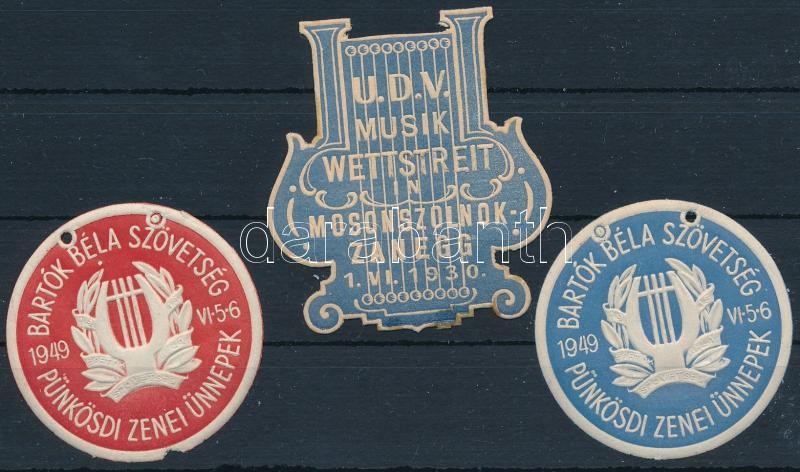 U.D.V.
MUSIK
WETTSTREIT
IN
MOSONSZOLNOK-
ZANEGG
1.VI.1930.
BARTÓK BÉLA SZÖVETSÉG
1949 VI·5·6
PÜNKÖSDI ZENEI ÜNNEPEK
BARTÓK BÉLA SZÖVETSÉG
1949 VI·5·6
PÜNKÖSDI ZENEI ÜNNEPEK
darabanth